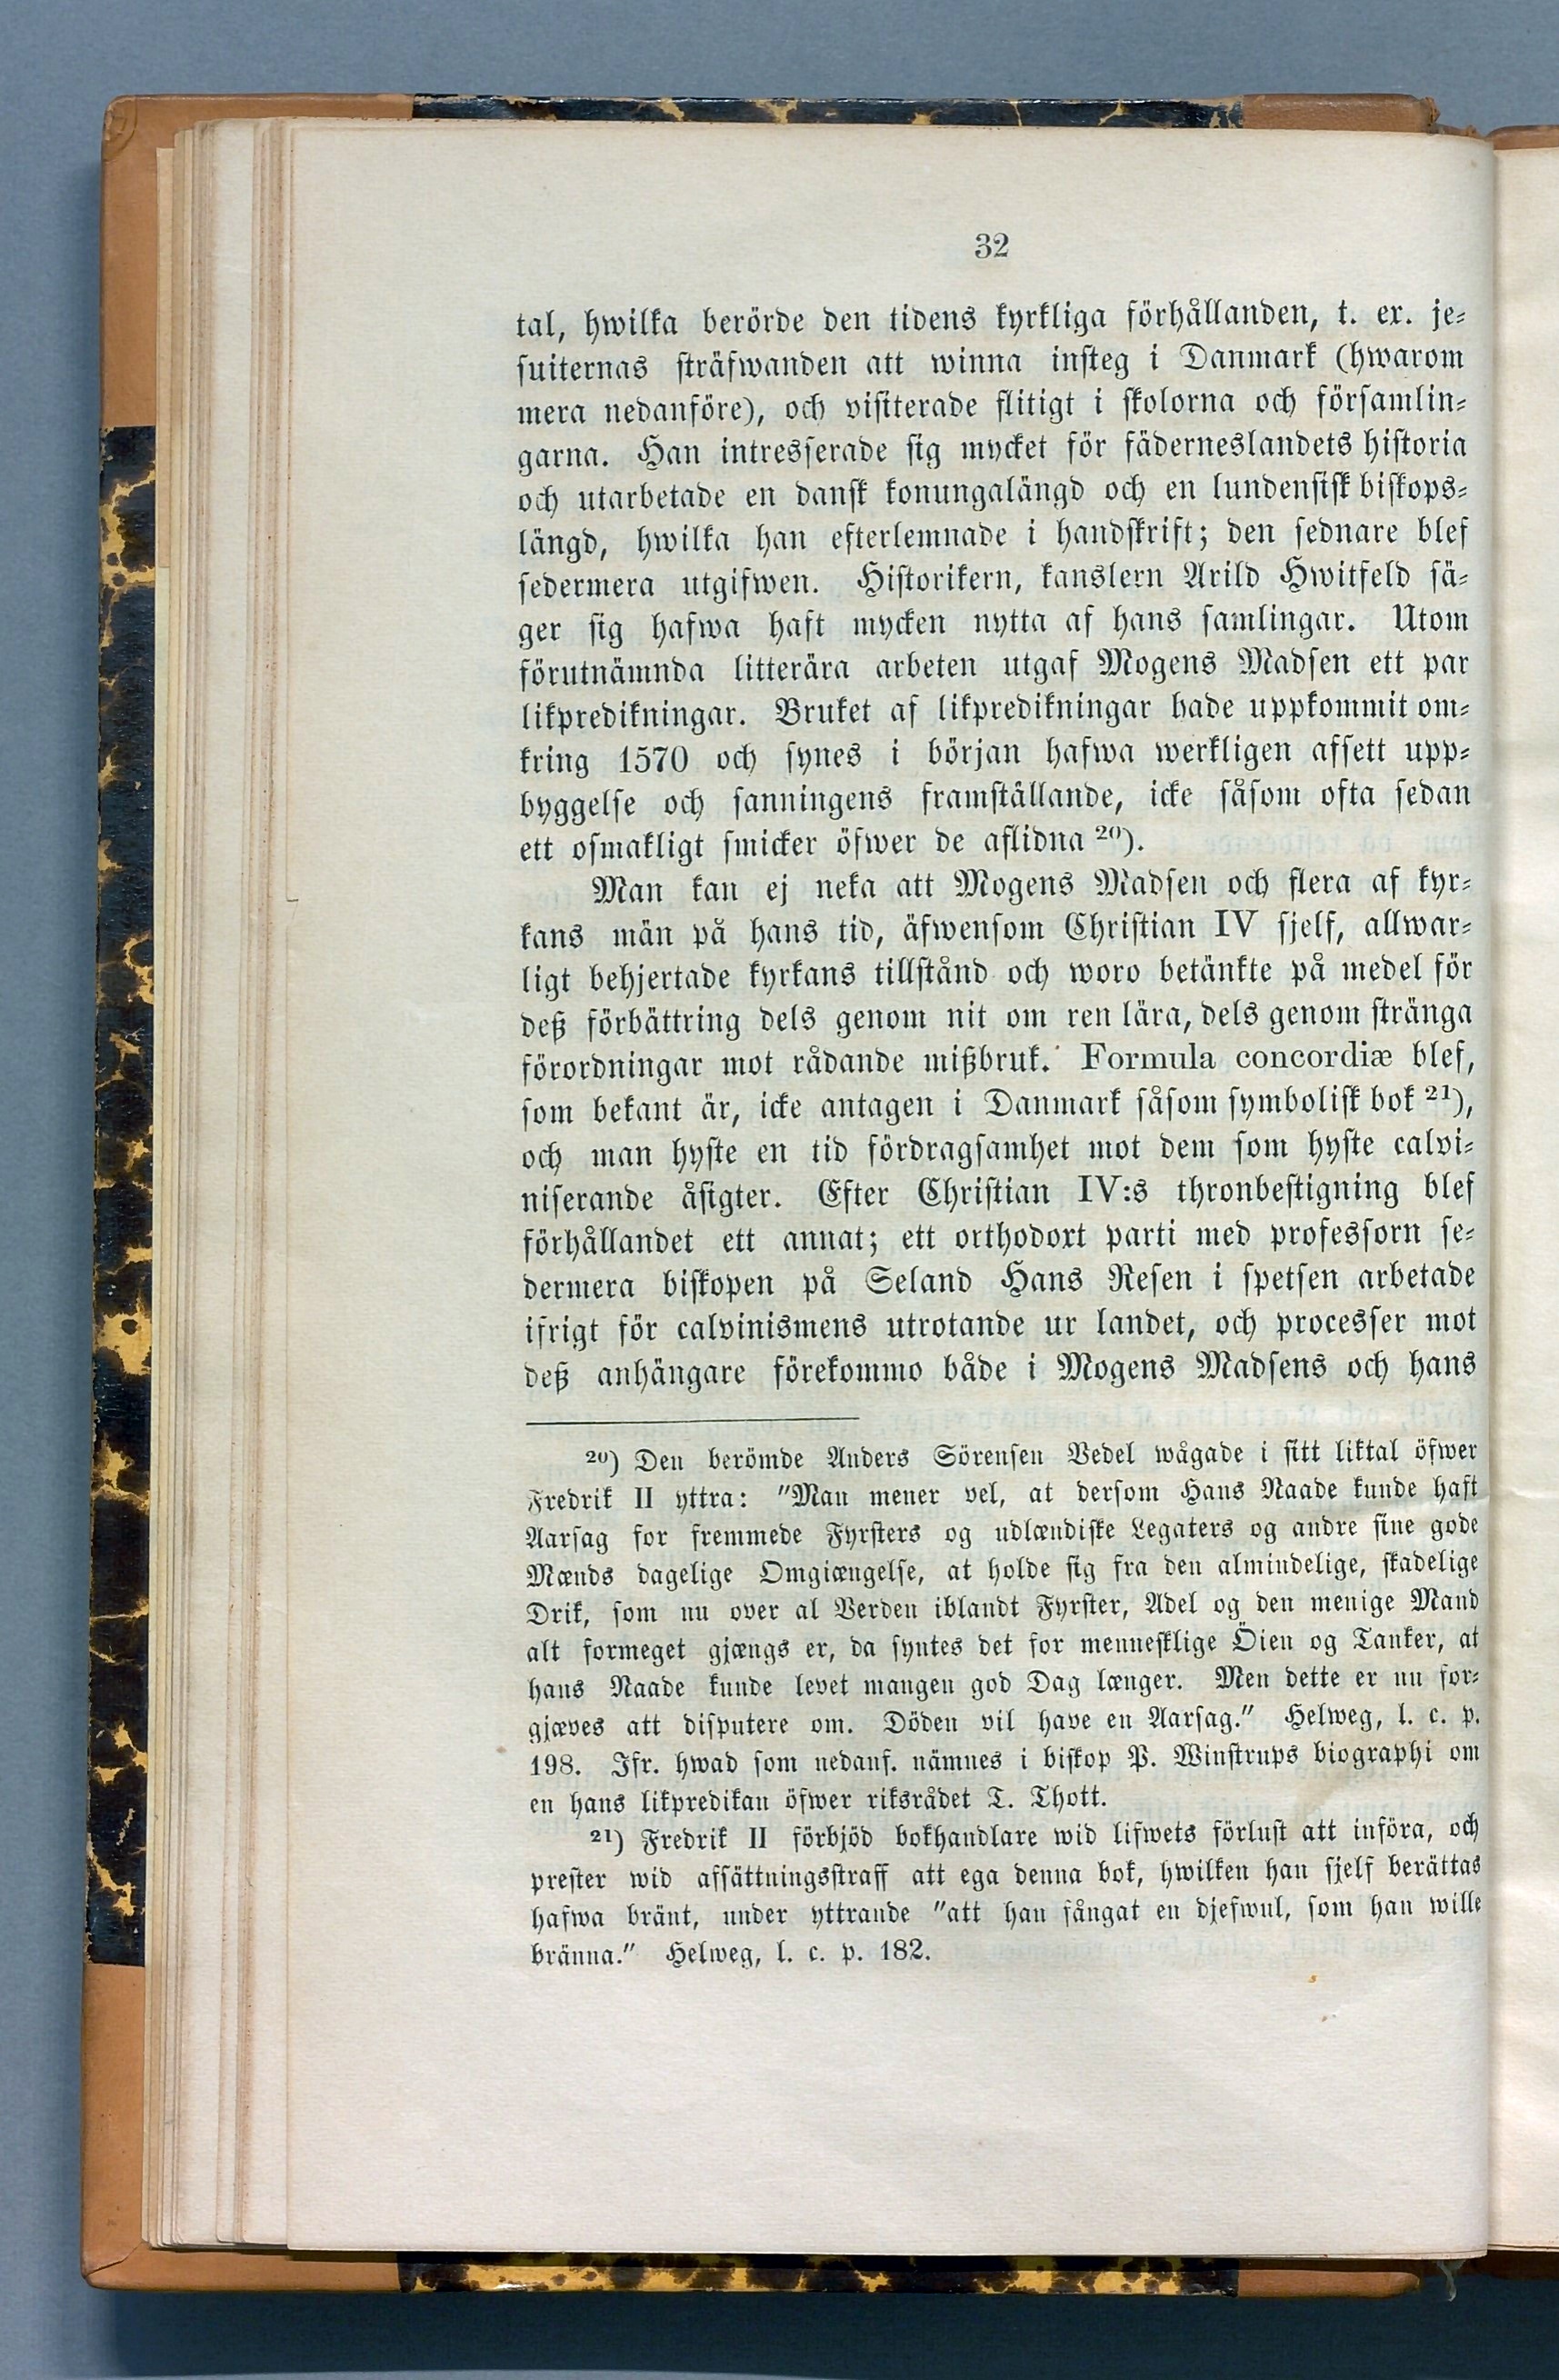 32
tal, hwilka berörde den tidens kyrkliga förhållanden, t. ex. je-
suiternas sträfwanden att winna insteg i Danmark (hwarom
mera nedanföre), och visiterade flitigt i skolorna och församlin-
garna. Han intresserade sig mycket för fäderneslandets historia
och utarbetade en dansk konungalängd och en lundensisk biskops-
längd, hwilka han efterlemnade i handskrift; den sednare blef
sedermera utgifwen. Historikern, kanslern Arild Hwitfeld sä-
ger sig hafwa haft mycken nytta af hans samlingar. Utom
förutnämnda litterära arbeten utgaf Mogens Madsen ett par
likpredikningar. Bruket af likpredikningar hade uppkommit om-
kring 1570 och synes i början hafwa werkligen afsett upp-
byggelse och sanningens framställande, icke såsom ofta sedan
ett osmakligt smicker öfwer de aflidna 20).
Man kan ej neka att Mogens Madsen och flera af kyr-
kans män på hans tid, äfwensom Christian IV sjelf, allwar-
ligt behjertade kyrkans tillstånd och woro betänkte på medel för
deß förbättring dels genom nit om ren lära, dels genom stränga
förordningar mot rådande mißbruk. Formula concordiæ blef,
som bekant är, icke antagen i Danmark såsom symbolisk bok 21),
och man hyste en tid fördragsamhet mot dem som hyste calvi-
niserande åsigter. Efter Christian IV:s thronbestigning blef
förhållandet ett annat; ett orthodoxt parti med professorn se-
dermera biskopen på Seland Hans Resen i spetsen arbetade
ifrigt för calvinismens utrotande ur landet, och processer mot
deß anhängare förekommo både i Mogens Madsens och hans
20) Den berömde Anders Sörensen Vedel wågade i sitt liktal öfwer
Fredrik II yttra: "Man mener vel, at dersom Hans Naade kunde haft
Aarsag for fremmede Fyrsters og udlændiske Legaters og andre sine gode
Mænds dagelige Omgiængelse, at holde sig fra den almindelige, skadelige
Drik, som nu over al Verden iblandt Fyrster, Adel og den menige Mand
alt formeget gjængs er, da syntes det for mennesklige Öien og Tanker, at
hans Naade kunde levet mangen god Dag længer. Men dette er nu for-
gjæves att disputere om. Döden vil have en Aarsag." Helweg, l. c. p.
198. Jfr. hwad som nedanf. nämnes i biskop P. Winstrups biographi om
en hans likpredikan öfwer riksrådet T. Thott.
21) Fredrik II förbjöd bokhandlare wid lifwets förlust att införa, och
prester wid afsättningsstraff att ega denna bok, hwilken han sjelf berättas
hafwa bränt, under yttrande "att han fångat en djefwul, som han wille
bränna." Helweg, l. c. p. 182.